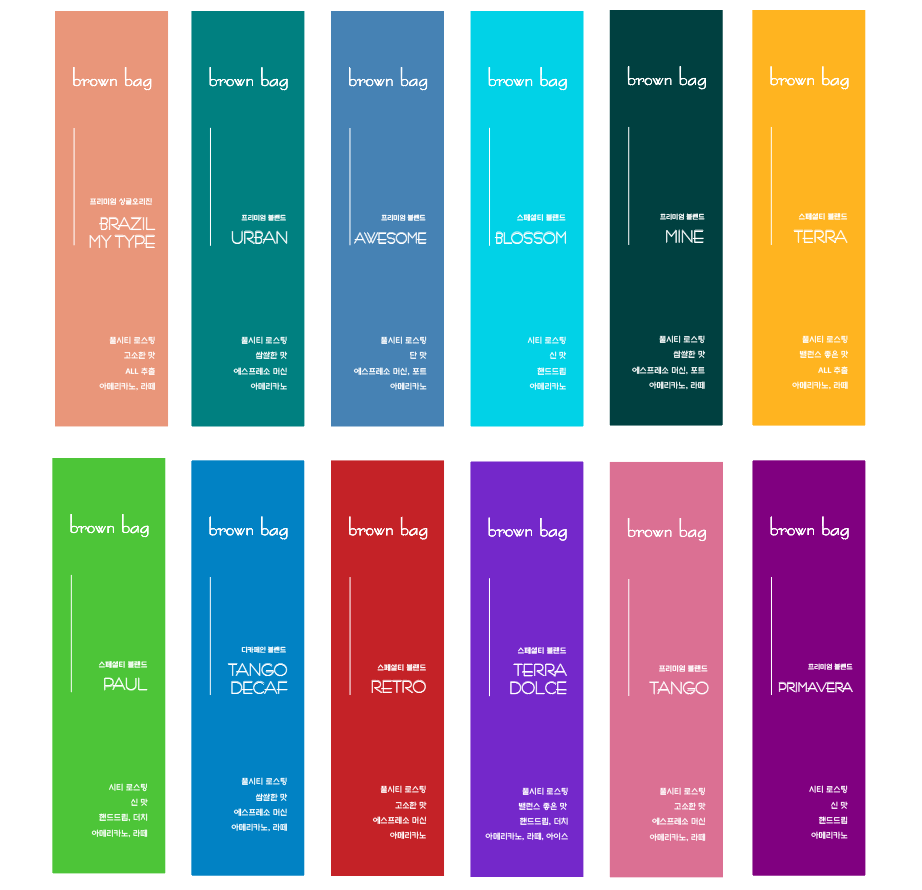 brown bag
프리미엄 싱글오리진
BRAZIL
MY TYPE
풀시티 로스팅
고소한 맛
ALL 추출
아메리카노, 라떼
brown bag
프리미엄 블렌드
URBAN
풀시티 로스팅
쌉쌀한 맛
에스프레소 머신
아메리카노
brown bag
프리미엄 블렌드
AWESOME
풀시티 로스팅
단 맛
에스프레소 머신, 포트
아메리카노
brown bag
스페셜티 블렌드
BLOSSOM
시티 로스팅
신 맛
핸드드립
아메리카노
brown bag
프리미엄 블렌드
MINE
풀시티 로스팅
쌉쌀한 맛
에스프레소 머신, 포트
아메리카노, 라떼
brown bag
스페셜티 블렌드
TERRA
풀시티 로스팅
밸런스 좋은 맛
ALL 추출
아메리카노, 라떼
brown bag
스페셜티 블렌드
PAUL
시티 로스팅
신 맛
핸드드립, 더치
아메리카노, 라떼
brown bag
디카페인 블렌드
TANGO
DECAF
풀시티 로스팅
쌉쌀한 맛
에스프레소 머신
아메리카노, 라떼
brown bag
스페셜티 블렌드
RETRO
풀시티 로스팅
고소한 맛
에스프레소 머신
아메리카노
brown bag
스페셜티 블렌드
TERRA
DOLCE
풀시티 로스팅
밸런스 좋은 맛
핸드드립, 더치
아메리카노, 라떼, 아이스
brown bag
프리미엄 블렌드
TANGO
풀시티 로스팅
고소한 맛
에스프레소 머신
아메리카노, 라떼
brown bag
프리미엄 블렌드
PRIMAVERA
시티 로스팅
신 맛
핸드드립
아메리카노